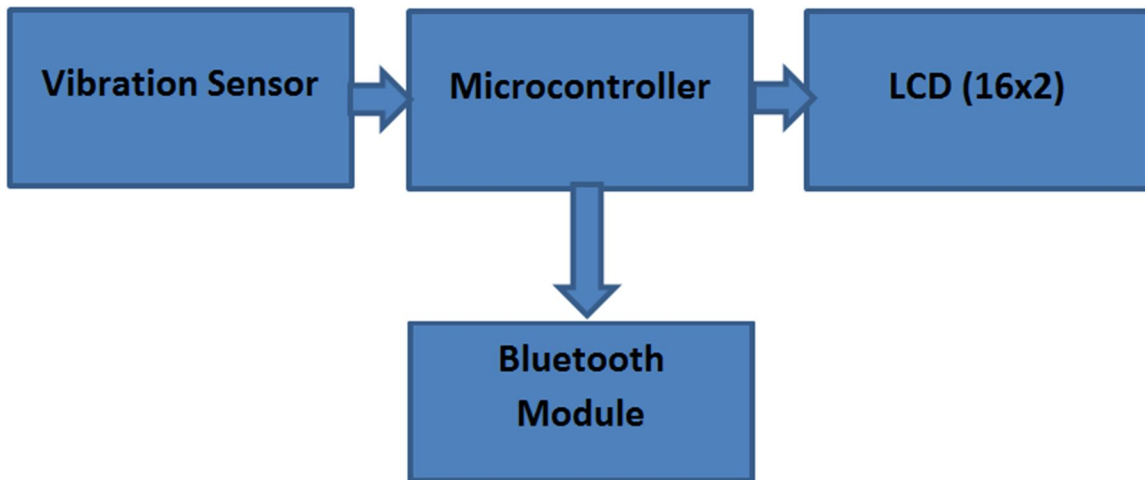 Vibration Sensor
Microcontroller
LCD (16x2)
Bluetooth
Module